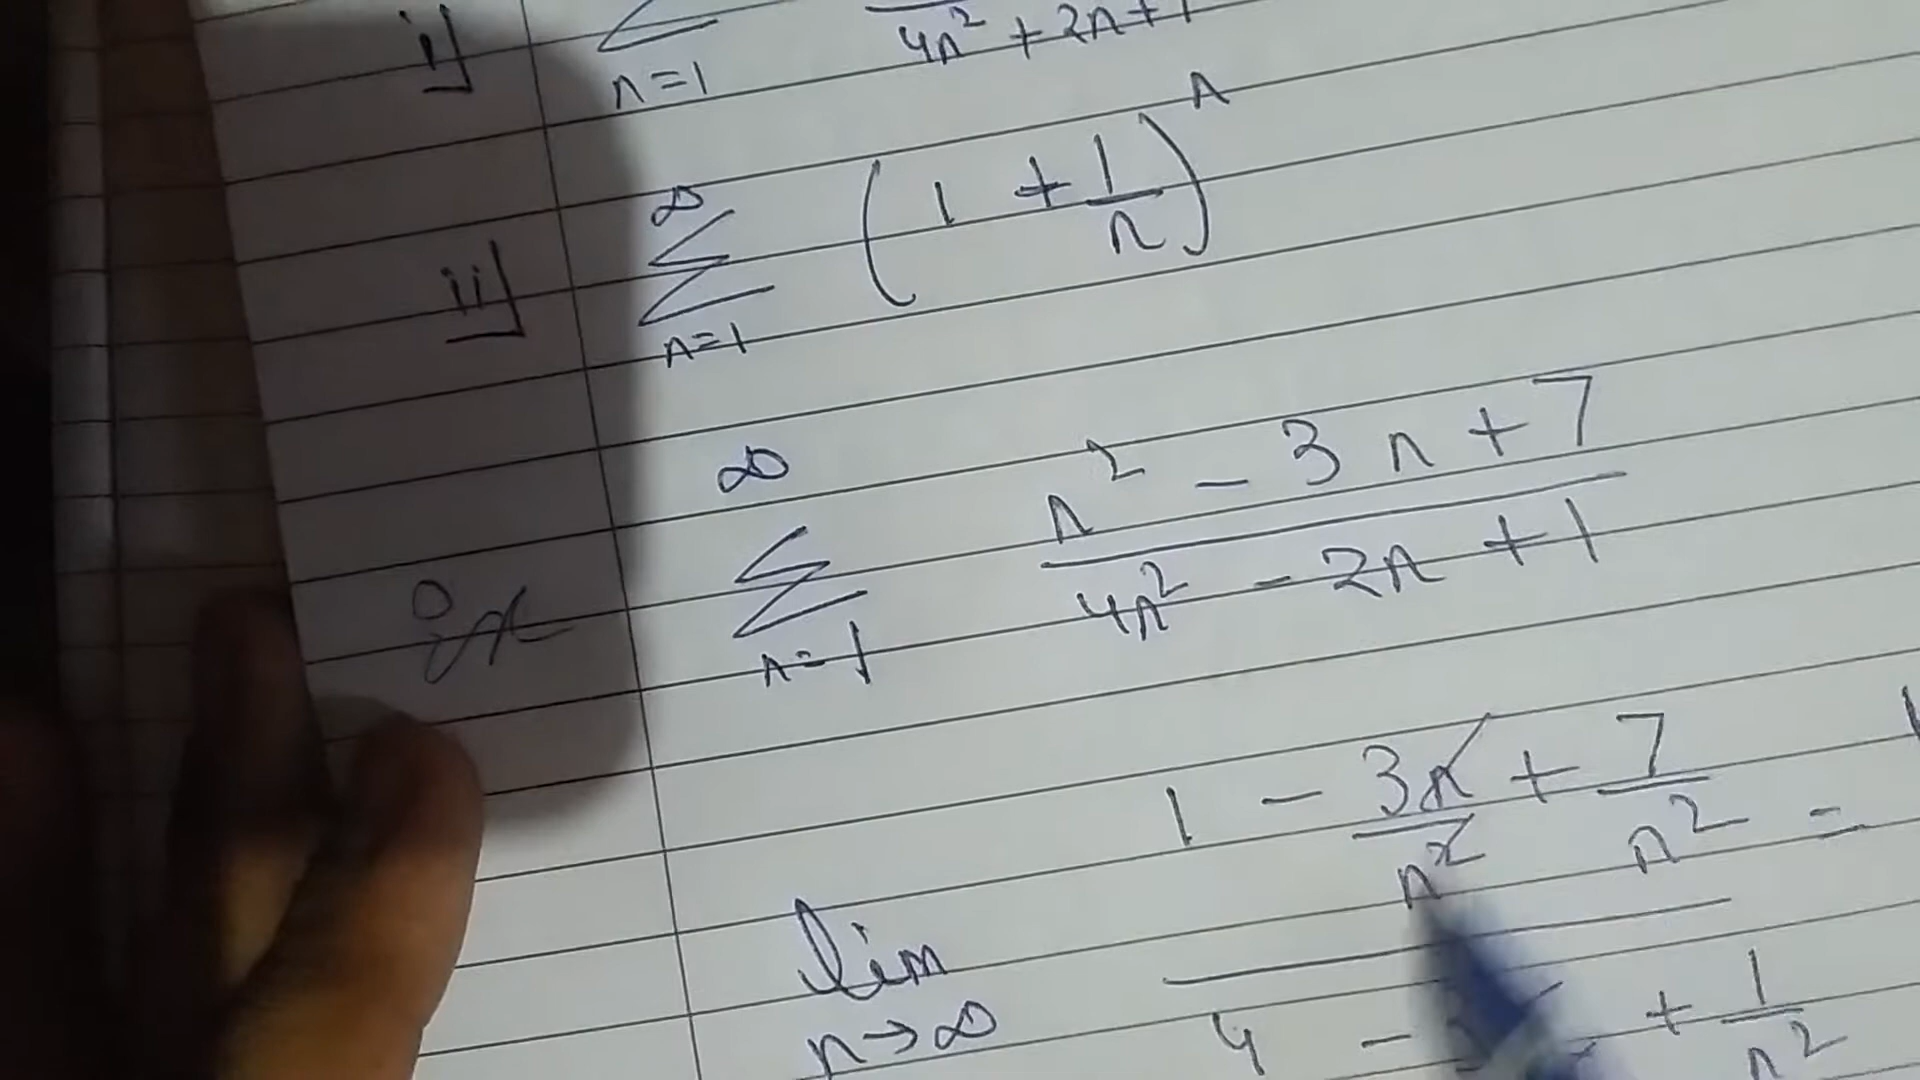 i] ∑ n=1 4n² + 2n + 1
ii] ∞ ∑ n=1 (1 + 1/n)^n
∞ ∑ n=1 (n² - 3n + 7)/(4n² - 2n + 1)
1 - 3n/n² + 7/n² =
lim n→∞
4 - + 1/n²